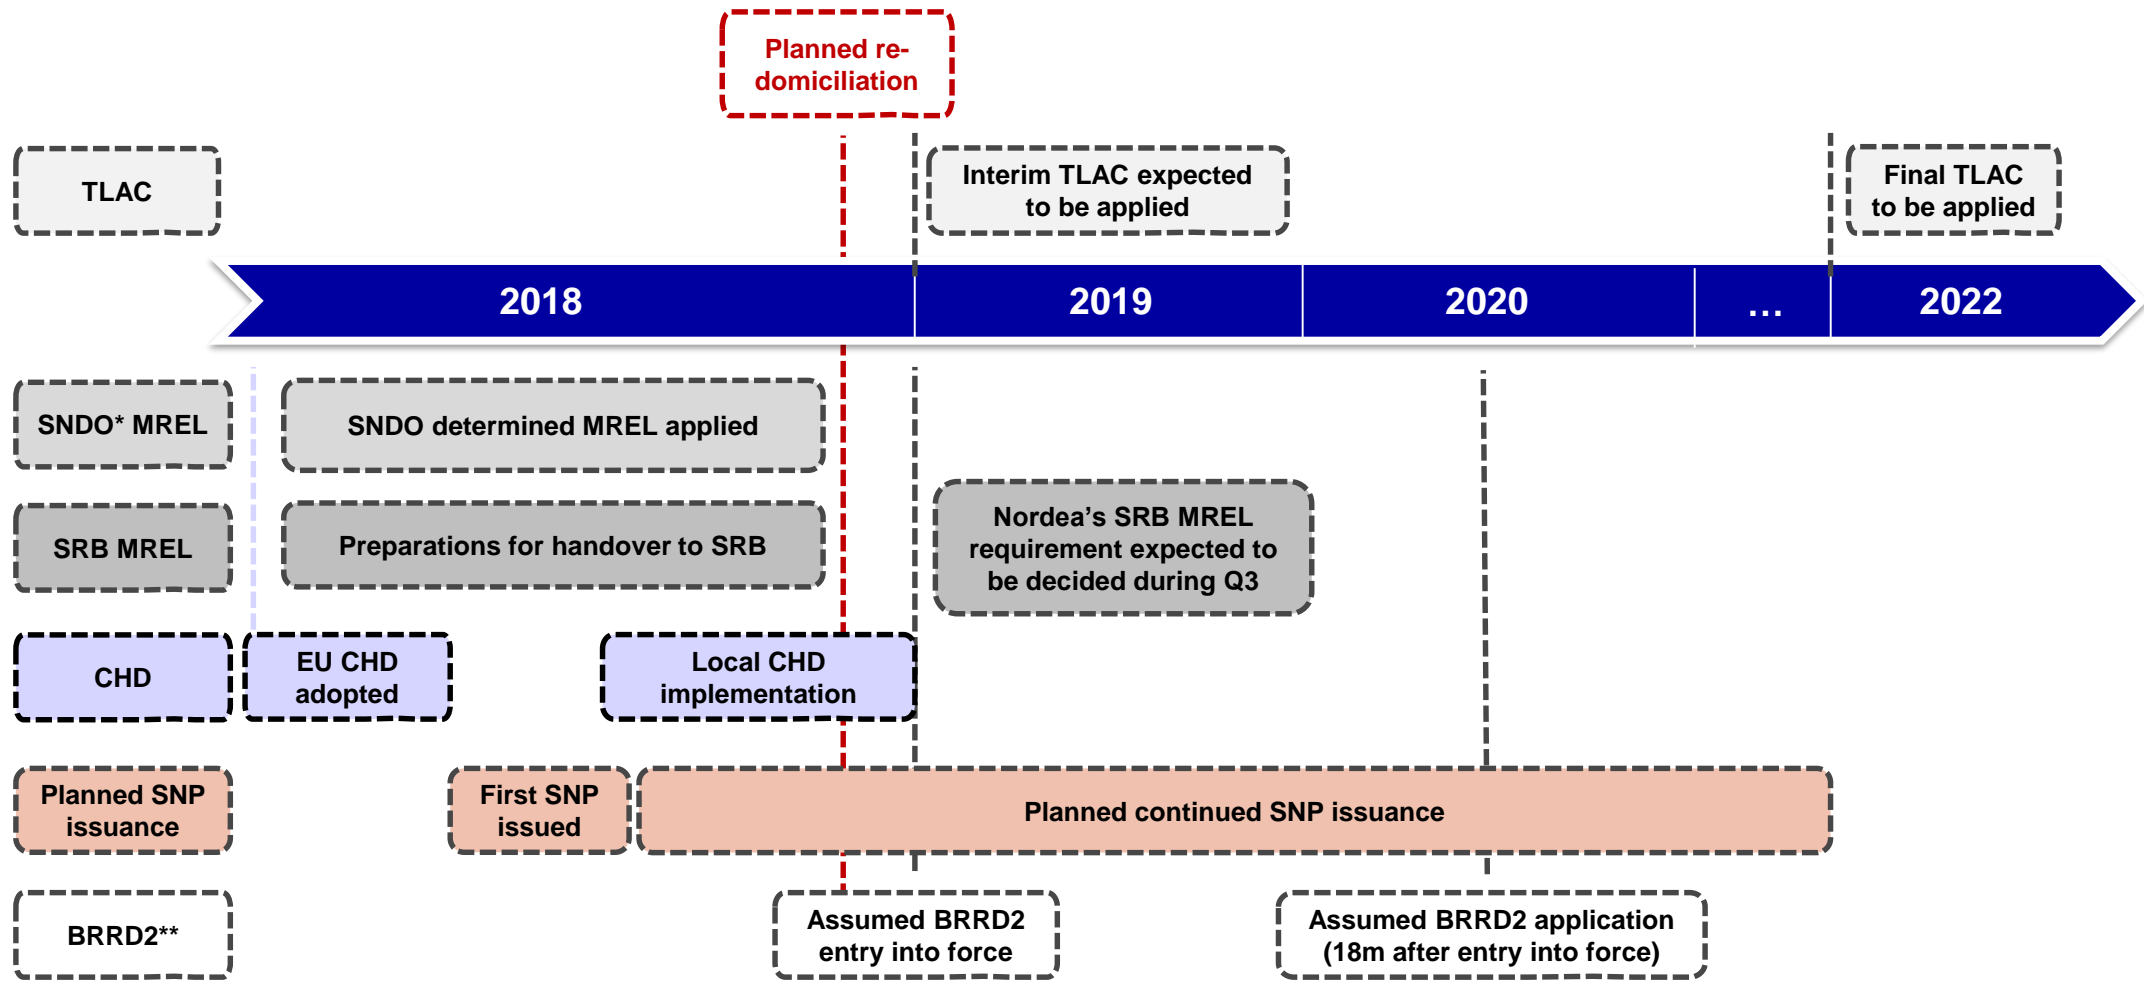 Planned re-
domiciliation
TLAC
Interim TLAC expected
to be applied
Final TLAC
to be applied
2018
2019
2020
...
2022
SNDO* MREL
SNDO determined MREL applied
SRB MREL
Preparations for handover to SRB
Nordea's SRB MREL
requirement expected to
be decided during Q3
CHD
EU CHD
adopted
Local CHD
implementation
Planned SNP
issuance
First SNP
issued
Planned continued SNP issuance
BRRD2**
Assumed BRRD2
entry into force
Assumed BRRD2 application
(18m after entry into force)